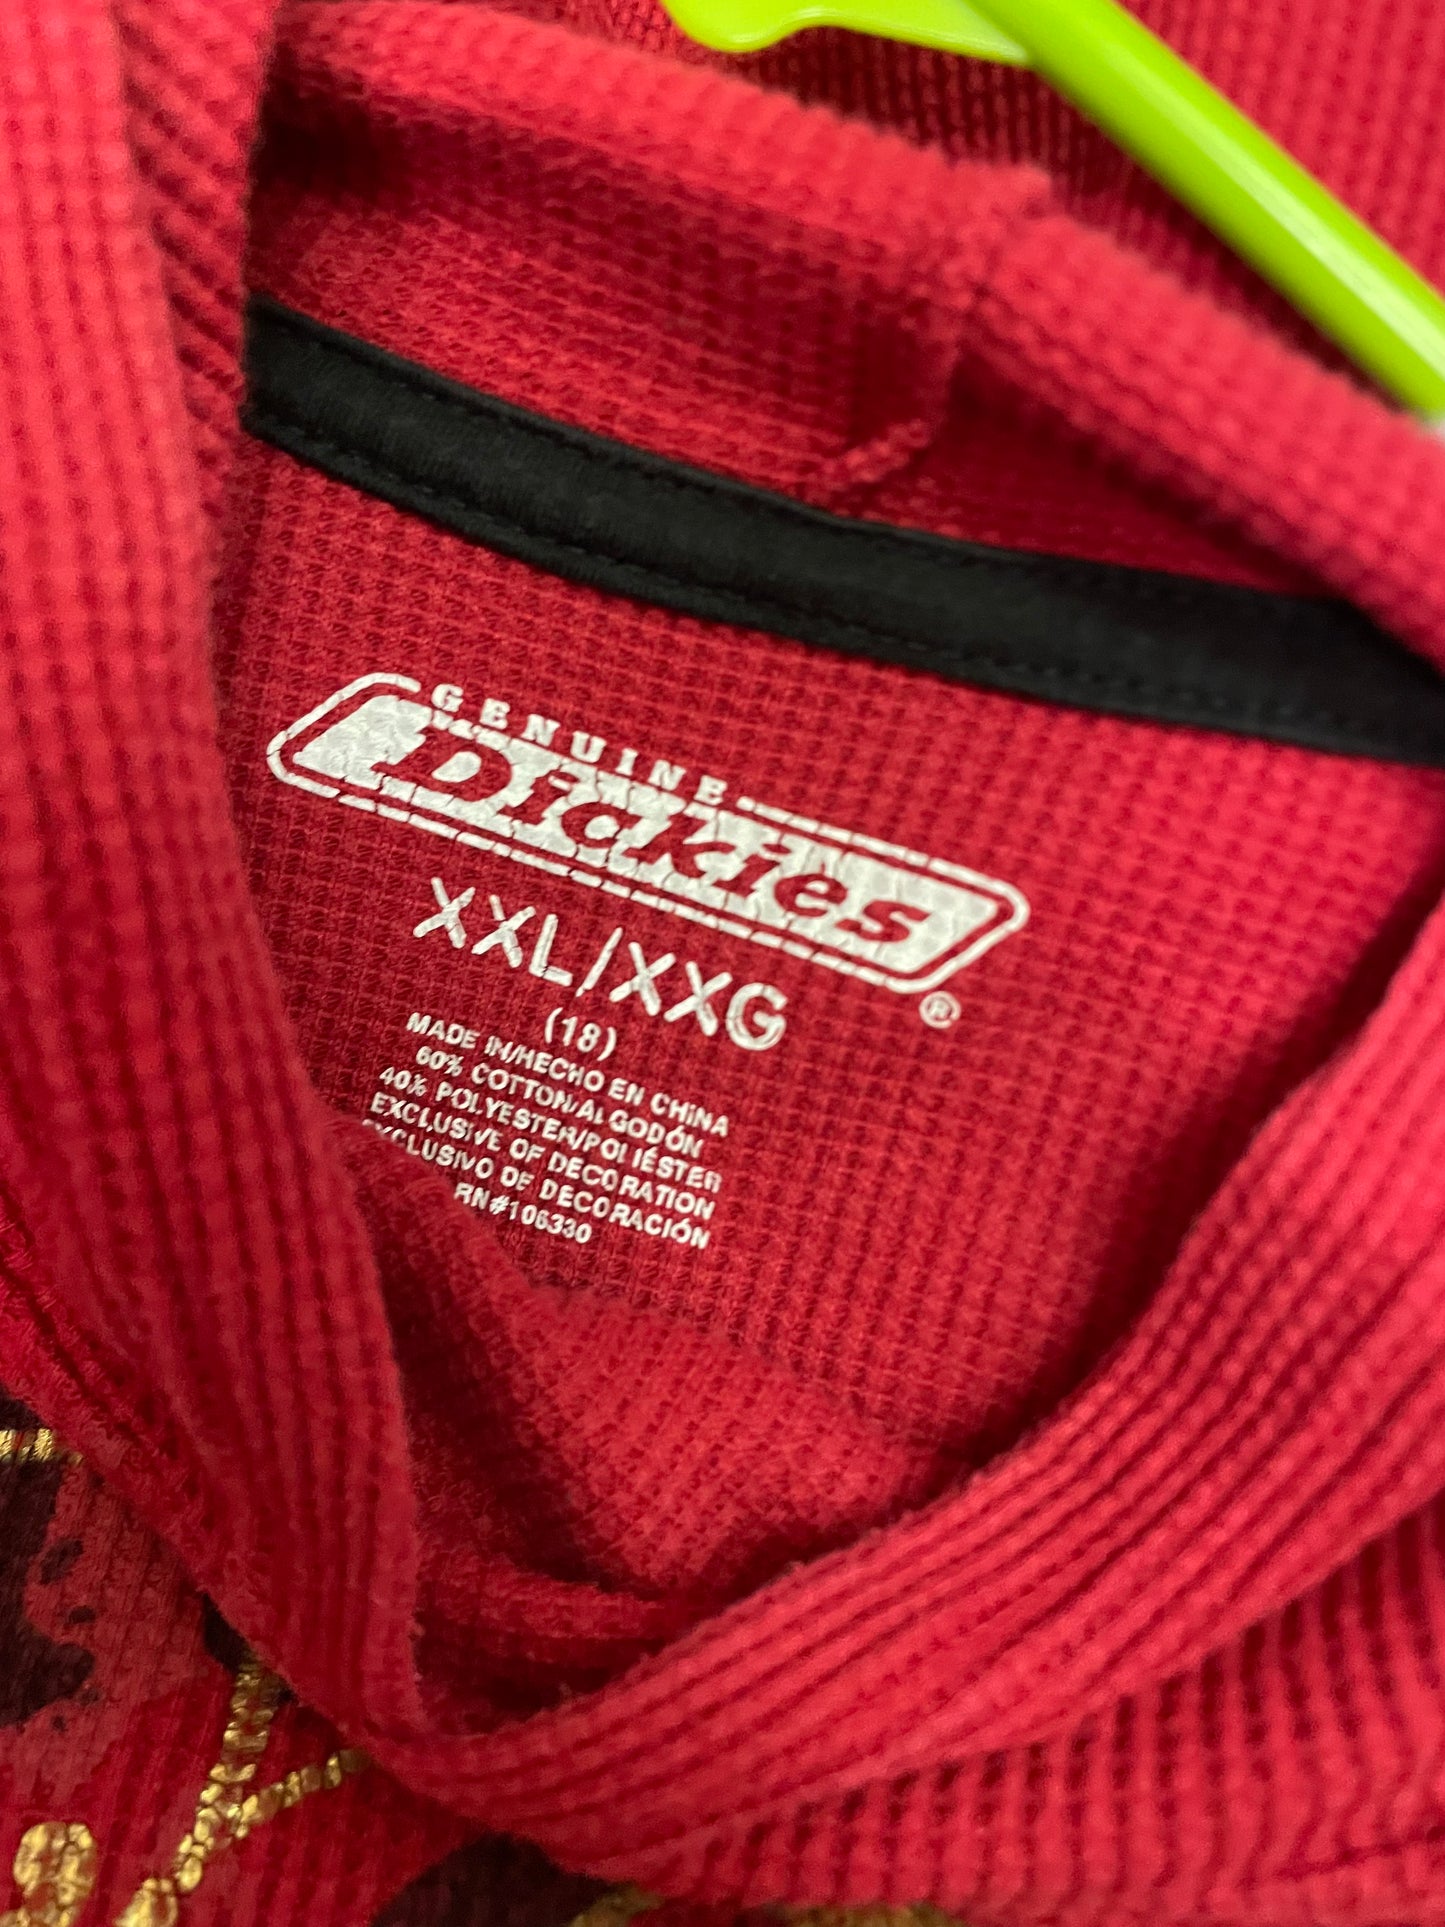 GENUINE
Dickies
®
XXL/XXG
(18)
MADE IN/HECHO EN CHINA
60% COTTON/ALGODÓN
40% POLYESTER/POLIÉSTER
EXCLUSIVE OF DECORATION
EXCLUSIVO DE DECORACIÓN
RN#106330